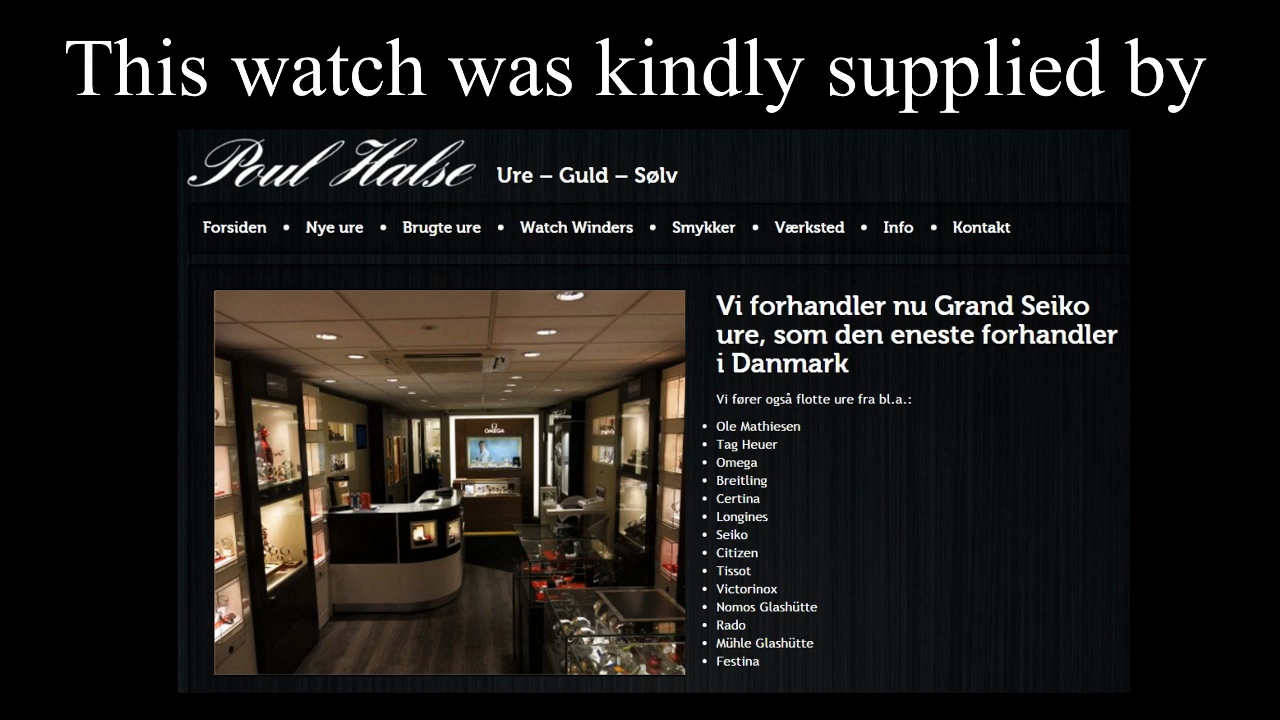 This watch was kindly supplied by
Poul Halse Ure – Guld – Sølv
Forsiden • Nye ure • Brugte ure • Watch Winders • Smykker • Værksted • Info • Kontakt
Vi forhandler nu Grand Seiko
ure, som den eneste forhandler
i Danmark
Vi fører også flotte ure fra bl.a.:
• Ole Mathiesen
• Tag Heuer
• Omega
• Breitling
• Certina
• Longines
• Seiko
• Citizen
• Tissot
• Victorinox
• Nomos Glashütte
• Rado
• Mühle Glashütte
• Festina
OMEGA